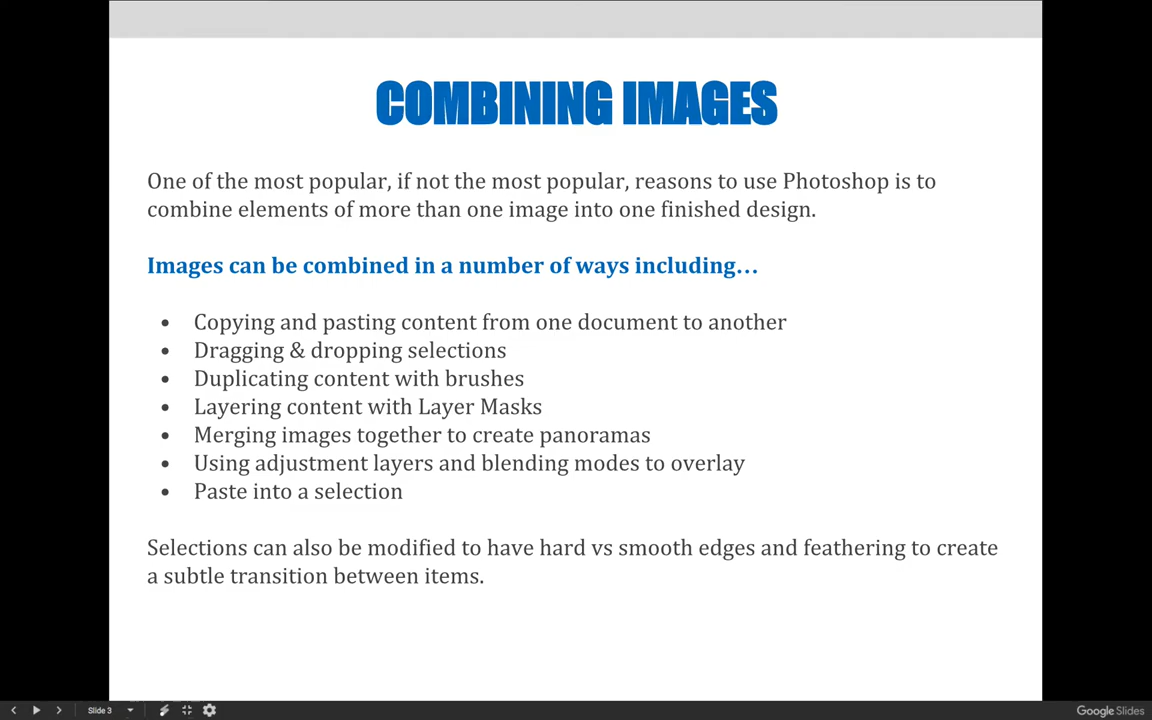 COMBINING IMAGES
One of the most popular, if not the most popular, reasons to use Photoshop is to
combine elements of more than one image into one finished design.
Images can be combined in a number of ways including…
• Copying and pasting content from one document to another
• Dragging & dropping selections
• Duplicating content with brushes
• Layering content with Layer Masks
• Merging images together to create panoramas
• Using adjustment layers and blending modes to overlay
• Paste into a selection
Selections can also be modified to have hard vs smooth edges and feathering to create
a subtle transition between items.
Slide 3
Google Slides